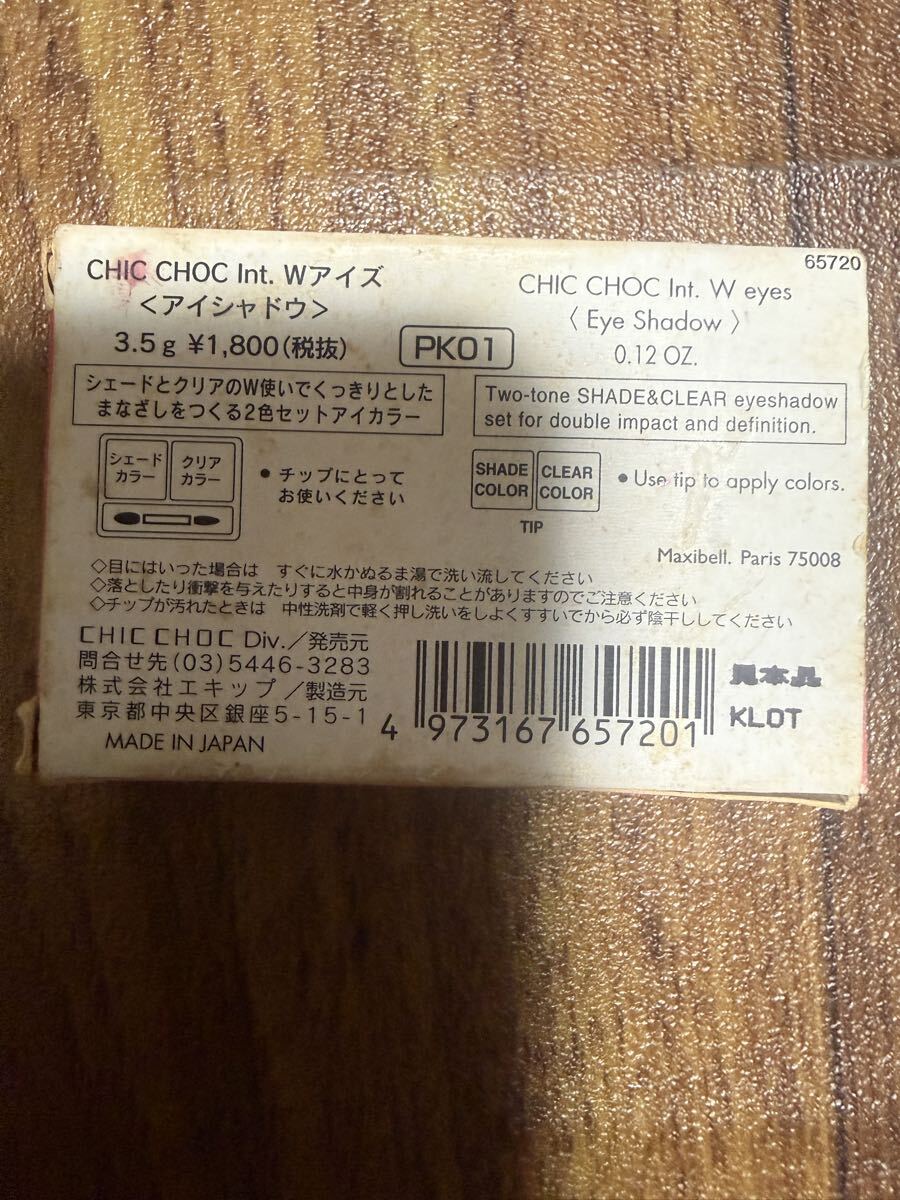 65720
CHIC CHOC Int. Wアイズ
＜アイシャドウ＞
3.5g ¥1,800(税抜)
PK01
CHIC CHOC Int. W eyes
〈 Eye Shadow 〉
0.12 OZ.
シェードとクリアのW使いでくっきりとした
まなざしをつくる2色セットアイカラー
Two-tone SHADE&CLEAR eyeshadow
set for double impact and definition.
シェード
カラー
クリア
カラー
● チップにとって
お使いください
SHADE
COLOR
CLEAR
COLOR
TIP
● Use tip to apply colors.
Maxibell. Paris 75008
◇目にはいった場合は すぐに水かぬるま湯で洗い流してください
◇落としたり衝撃を与えたりすると中身が割れることがありますのでご注意ください
◇チップが汚れたときは 中性洗剤で軽く押し洗いをしよくすすいでから必ず陰干ししてください
CHIC CHOC Div./発売元
問合せ先(03)5446-3283
株式会社エキップ/製造元
東京都中央区銀座5-15-1
MADE IN JAPAN
4 973167 657201
見本品
KLOT